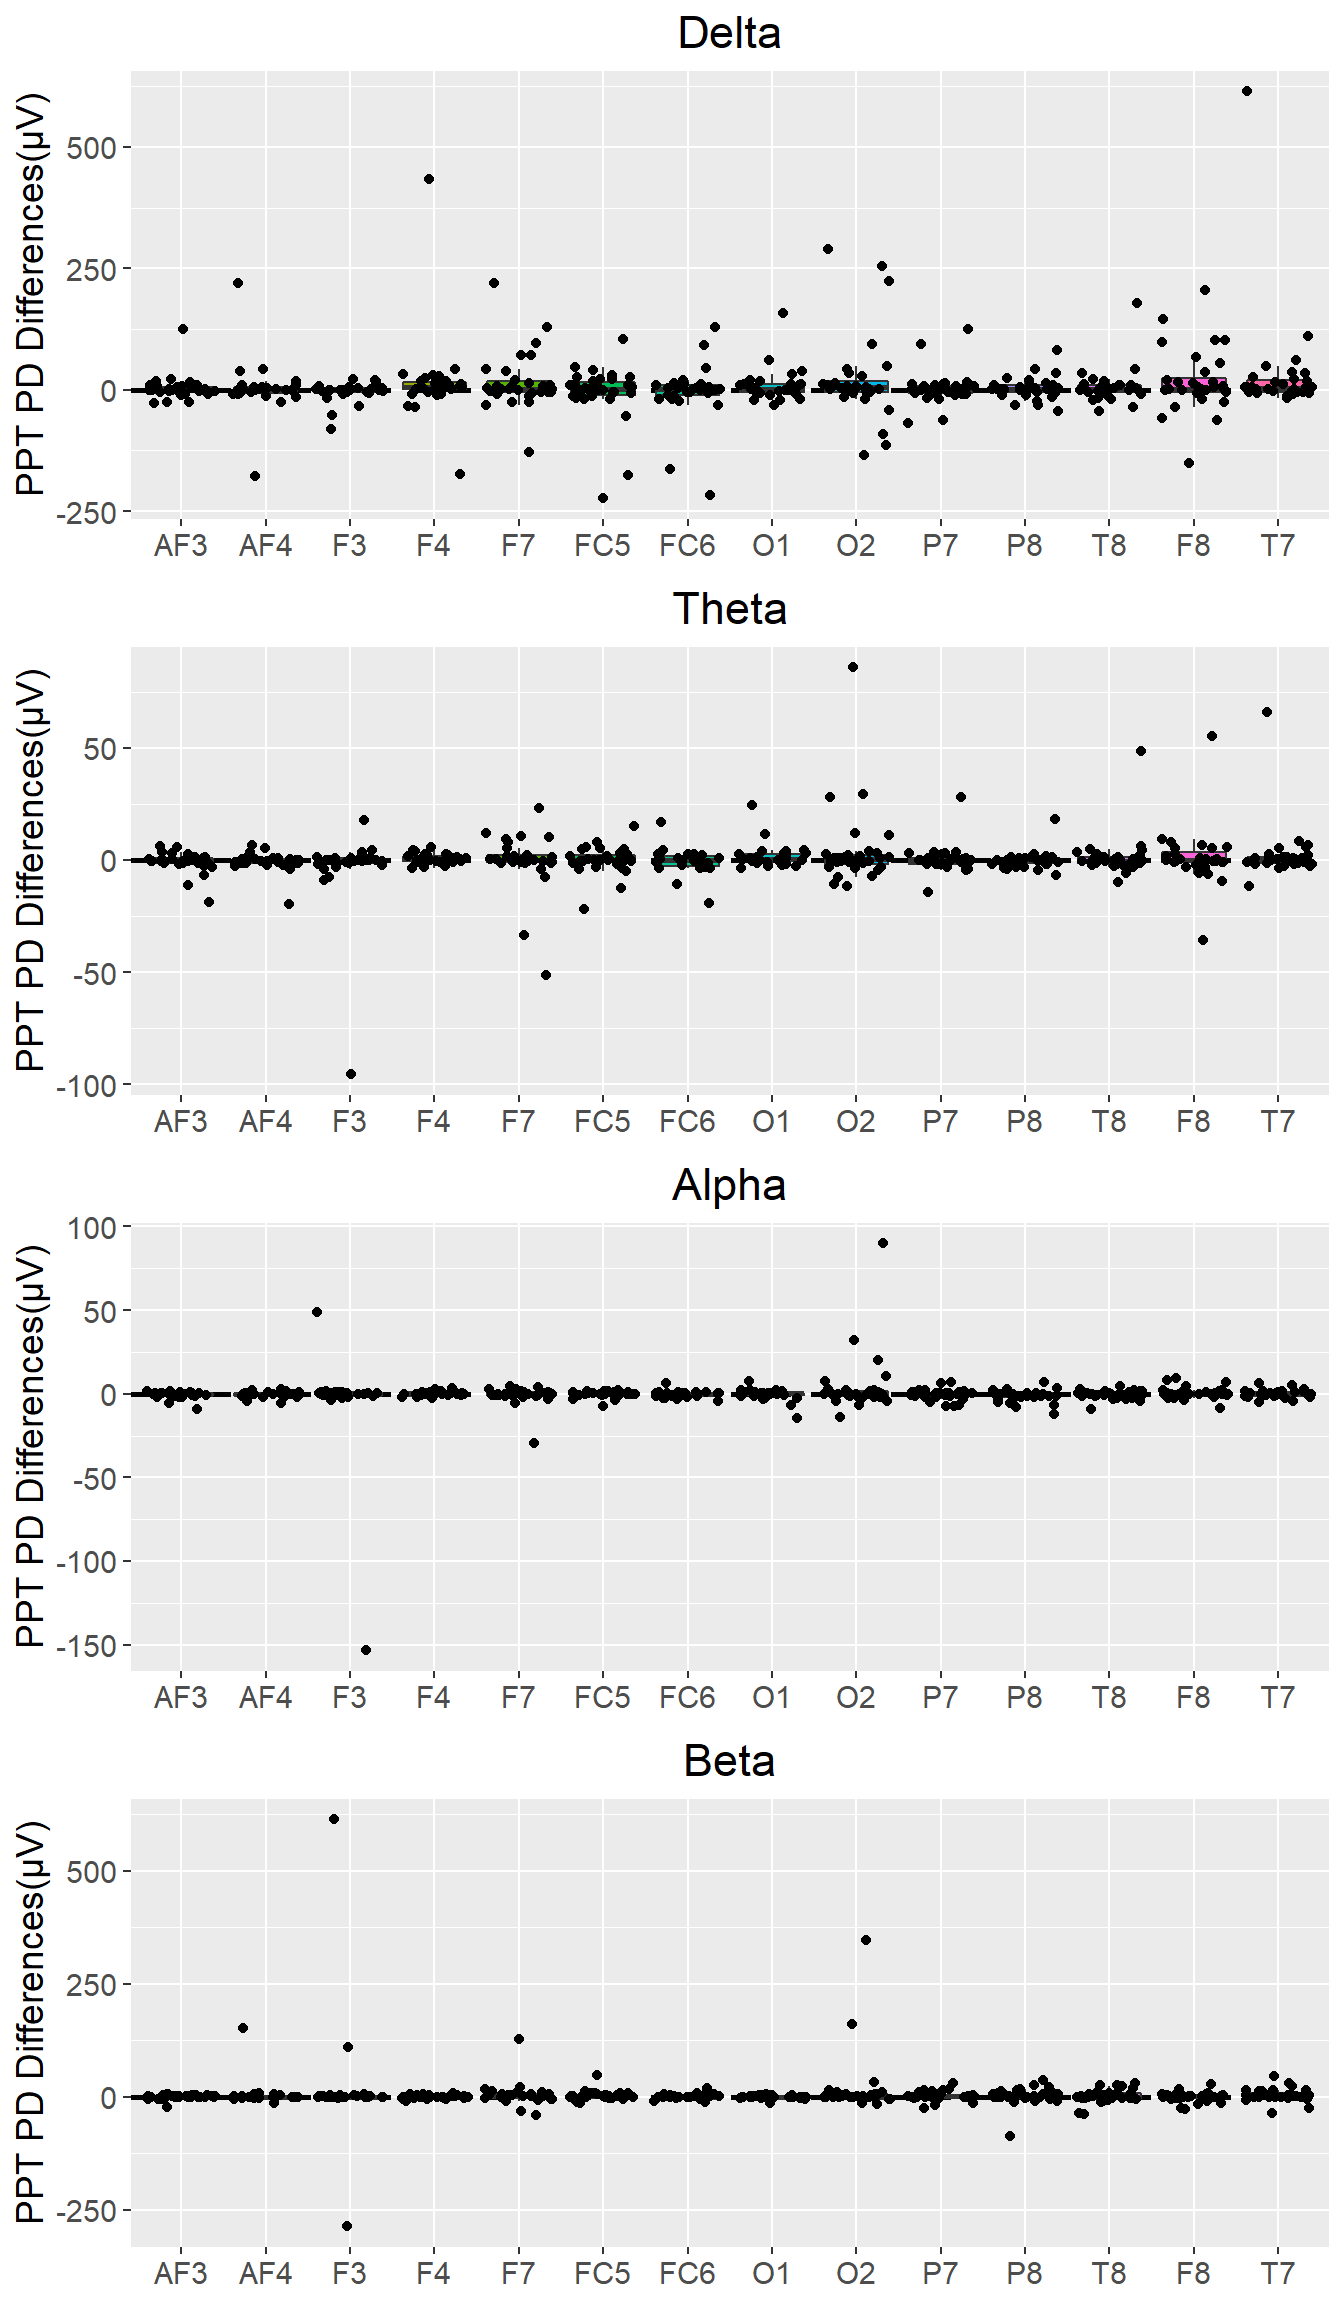 Delta
PPT PD Differences(µV)
500
250
0
-250
AF3 AF4 F3 F4 F7 FC5 FC6 O1 O2 P7 P8 T8 F8 T7
Theta
PPT PD Differences(µV)
50
0
-50
-100
AF3 AF4 F3 F4 F7 FC5 FC6 O1 O2 P7 P8 T8 F8 T7
Alpha
PPT PD Differences(µV)
100
50
0
-50
-100
-150
AF3 AF4 F3 F4 F7 FC5 FC6 O1 O2 P7 P8 T8 F8 T7
Beta
PPT PD Differences(µV)
500
250
0
-250
AF3 AF4 F3 F4 F7 FC5 FC6 O1 O2 P7 P8 T8 F8 T7